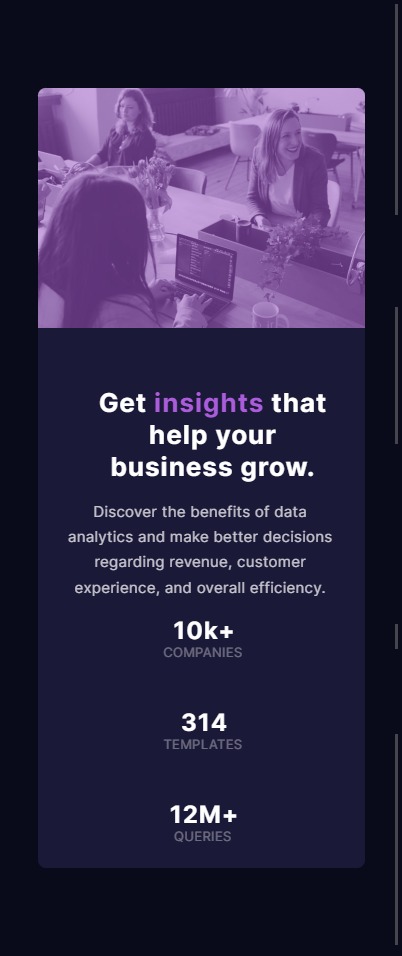 Get insights that
help your
business grow.
Discover the benefits of data
analytics and make better decisions
regarding revenue, customer
experience, and overall efficiency.
10k+
COMPANIES
314
TEMPLATES
12M+
QUERIES